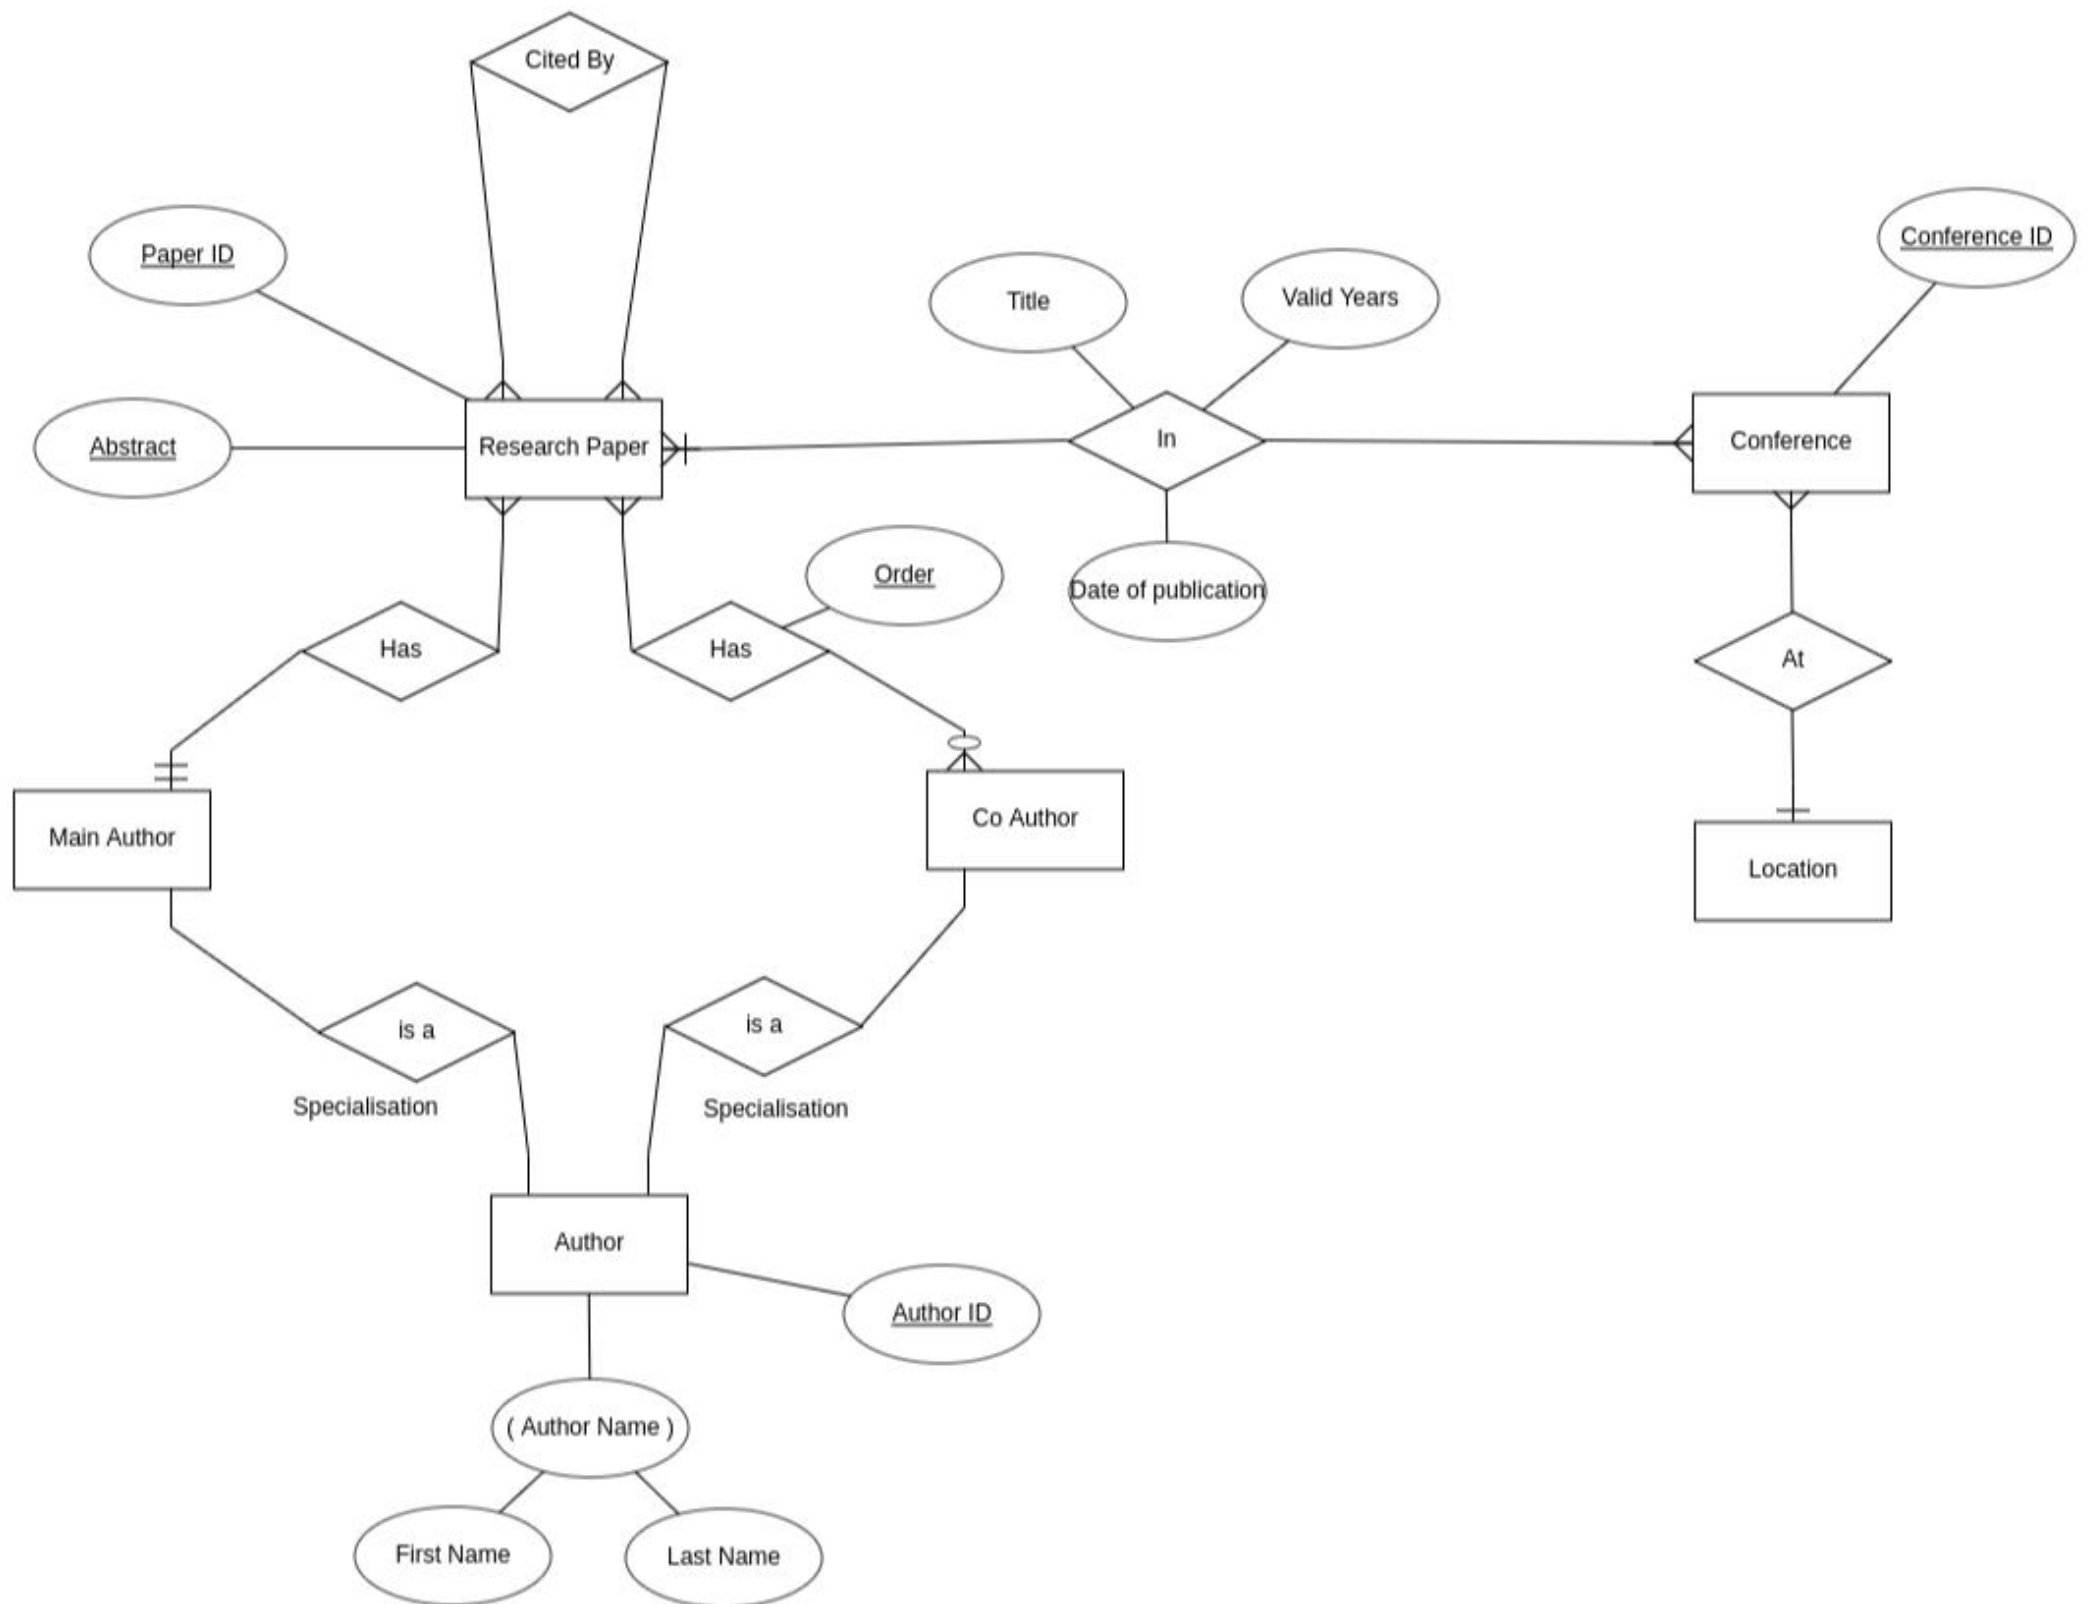 Cited By
Paper ID
Conference ID
Title
Valid Years
Abstract
Research Paper
In
Conference
Order
Date of publication
Has
Has
At
Main Author
Co Author
Location
is a
is a
Specialisation
Specialisation
Author
Author ID
( Author Name )
First Name
Last Name